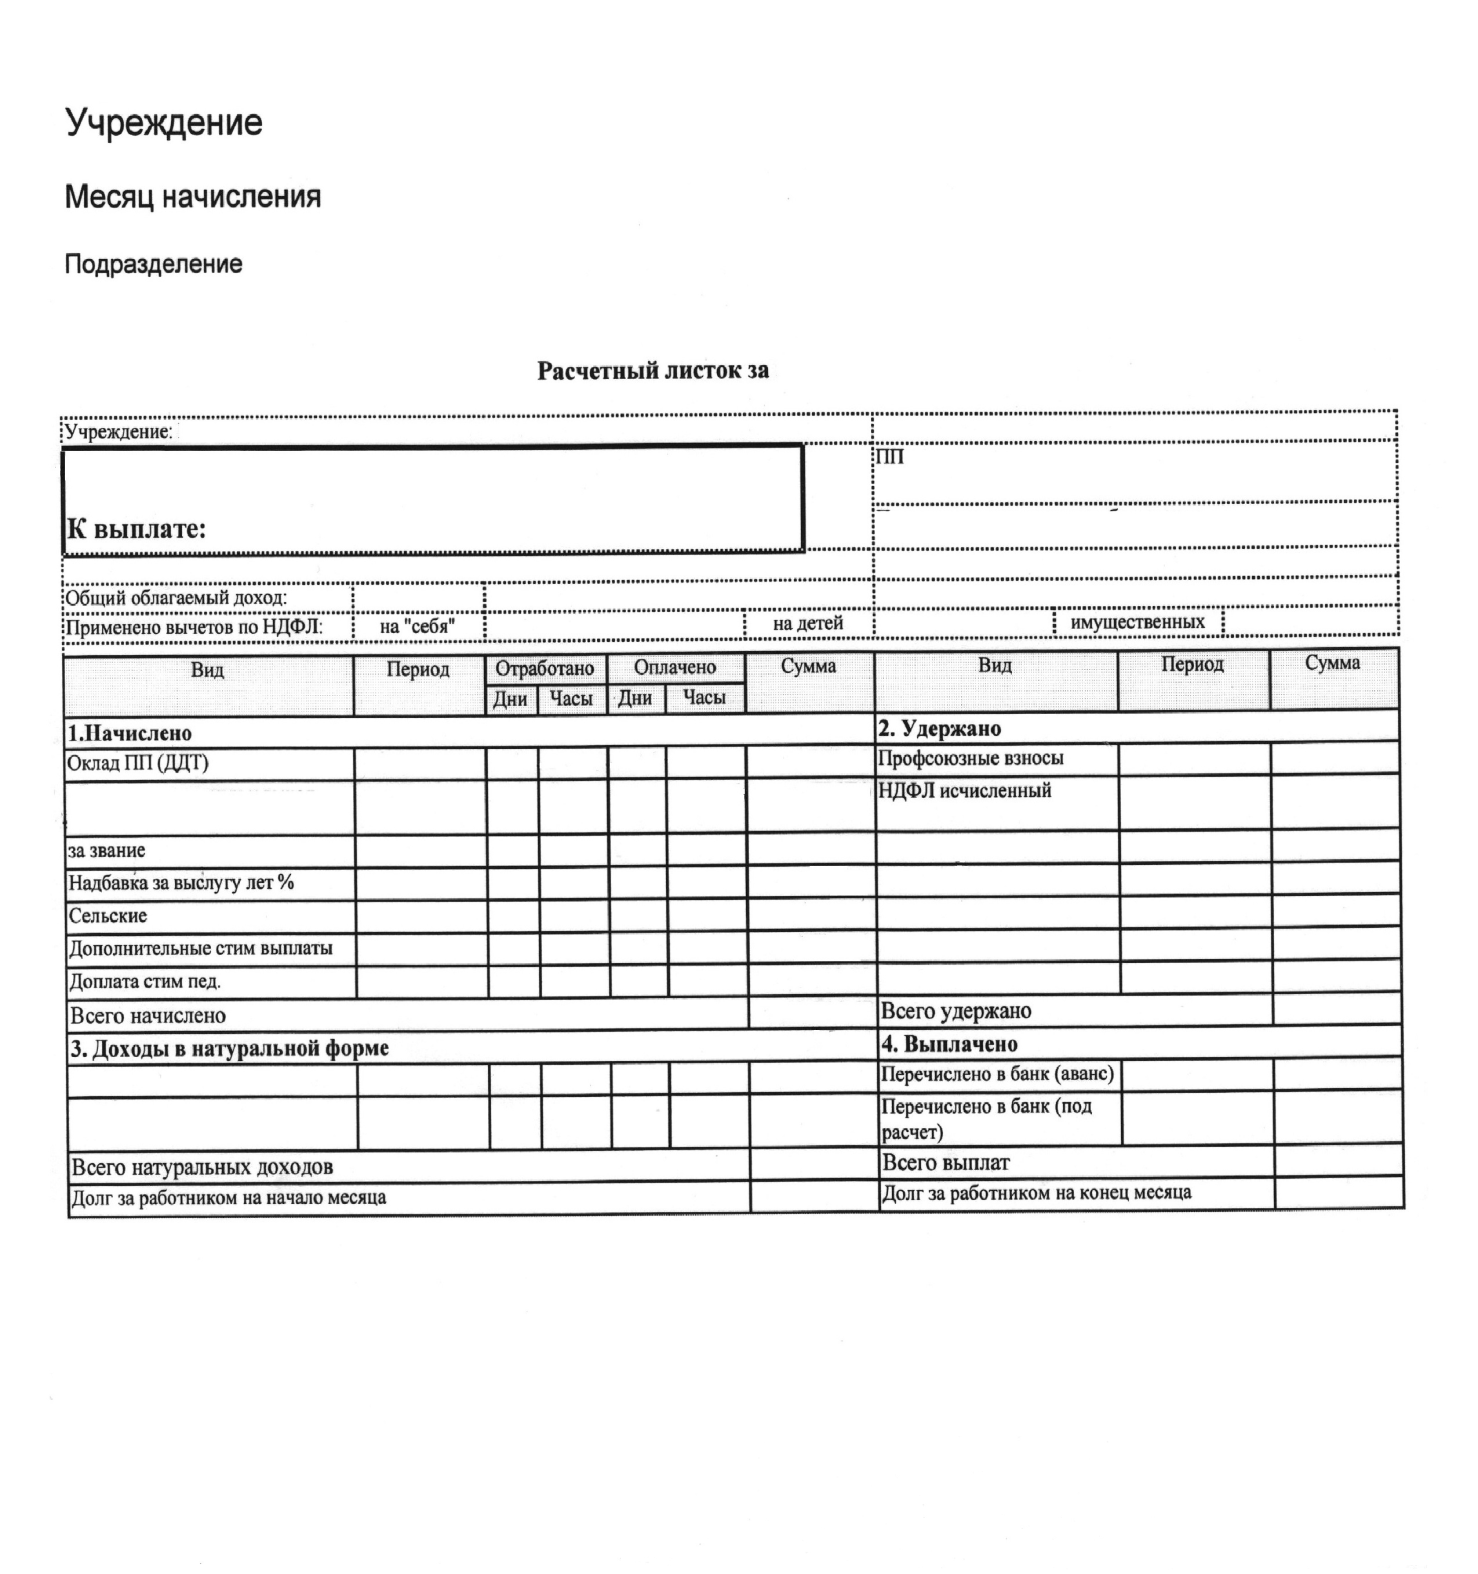 Учреждение
Месяц начисления
Подразделение
Расчетный листок за
Учреждение:
ПП
К выплате:
Общий облагаемый доход:
Применено вычетов по НДФЛ: на "себя" на детей имущественных
Вид Период Отработано Оплачено Сумма Вид Период Сумма
Дни Часы Дни Часы
1.Начислено 2. Удержано
Оклад ПП (ДДТ) Профсоюзные взносы
НДФЛ исчисленный
за звание
Надбавка за выслугу лет %
Сельские
Дополнительные стим выплаты
Доплата стим пед.
Всего начислено Всего удержано
3. Доходы в натуральной форме 4. Выплачено
Перечислено в банк (аванс)
Перечислено в банк (под
расчет)
Всего натуральных доходов Всего выплат
Долг за работником на начало месяца Долг за работником на конец месяца